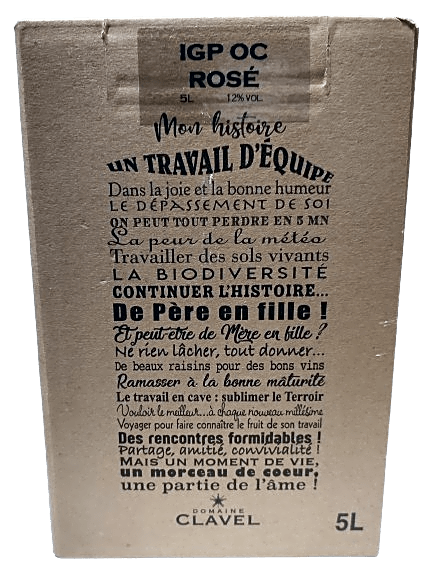 IGP OC
ROSÉ
5L 12% VOL.
Mon histoire
UN TRAVAIL D'ÉQUIPE
Dans la joie et la bonne humeur
LE DÉPASSEMENT DE SOI
ON PEUT TOUT PERDRE EN 5 MN
La peur de la météo
Travailler des sols vivants
LA BIODIVERSITÉ
CONTINUER L'HISTOIRE...
De Père en fille !
Et peut-être de Mère en fille ?
Ne rien lâcher, tout donner...
De beaux raisins pour des bons vins
Ramasser à la bonne mâturité
Le travail en cave : sublimer le Terroir
Vouloir le meilleur...à chaque nouveau millésime
Voyager pour faire connaître le fruit de son travail
Des rencontres formidables !
Partage, amitié, convivialité !
MAIS UN MOMENT DE VIE,
un morceau de coeur,
une partie de l'âme !
DOMAINE
CLAVEL
5L